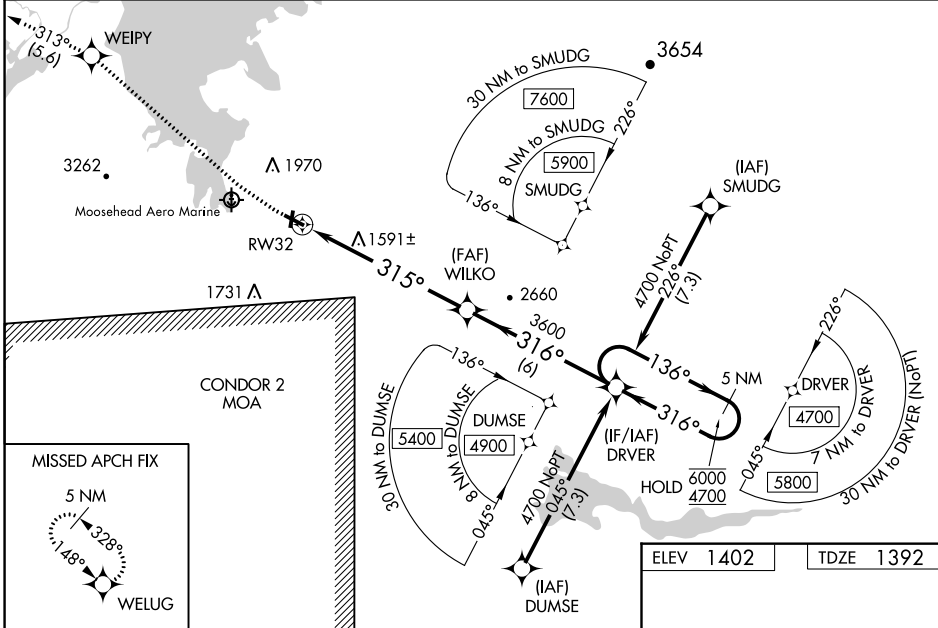 313°
(5.6)
WEIPY
3262
1970
Moosehead Aero Marine
RW32
1591±
315°
(FAF)
WILKO
2660
1731
3600
316°
(6)
30 NM to SMUDG
7600
8 NM to SMUDG
5900
SMUDG
226°
136°
3654
(IAF)
SMUDG
4700 NoPT
226°
(7.3)
136°
5 NM
316°
(IF/IAF)
DRVER
HOLD
6000
4700
226°
DRVER
4700
7 NM to DRVER
045°
5800
30 NM to DRVER (NoPT)
CONDOR 2
MOA
136°
30 NM to DUMSE
5400
8 NM to DUMSE
4900
DUMSE
045°
4700 NoPT
045°
(7.3)
(IAF)
DUMSE
MISSED APCH FIX
5 NM
328°
148°
WELUG
ELEV 1402
TDZE 1392